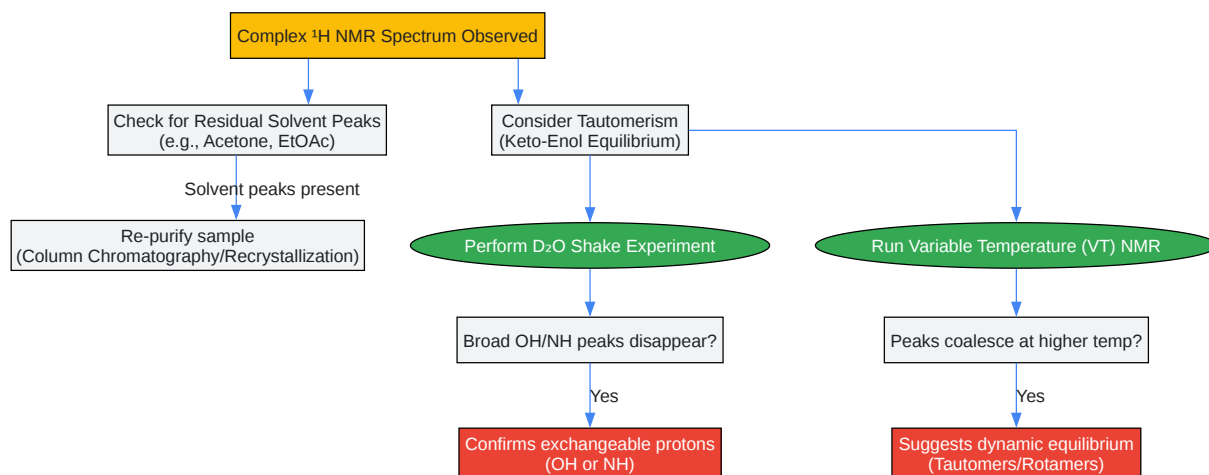 Complex ¹H NMR Spectrum Observed
Check for Residual Solvent Peaks
(e.g., Acetone, EtOAc)
Consider Tautomerism
(Keto-Enol Equilibrium)
Solvent peaks present
Re-purify sample
(Column Chromatography/Recrystallization)
Perform D₂O Shake Experiment
Run Variable Temperature (VT) NMR
Broad OH/NH peaks disappear?
Peaks coalesce at higher temp?
Yes
Yes
Confirms exchangeable protons
(OH or NH)
Suggests dynamic equilibrium
(Tautomers/Rotamers)